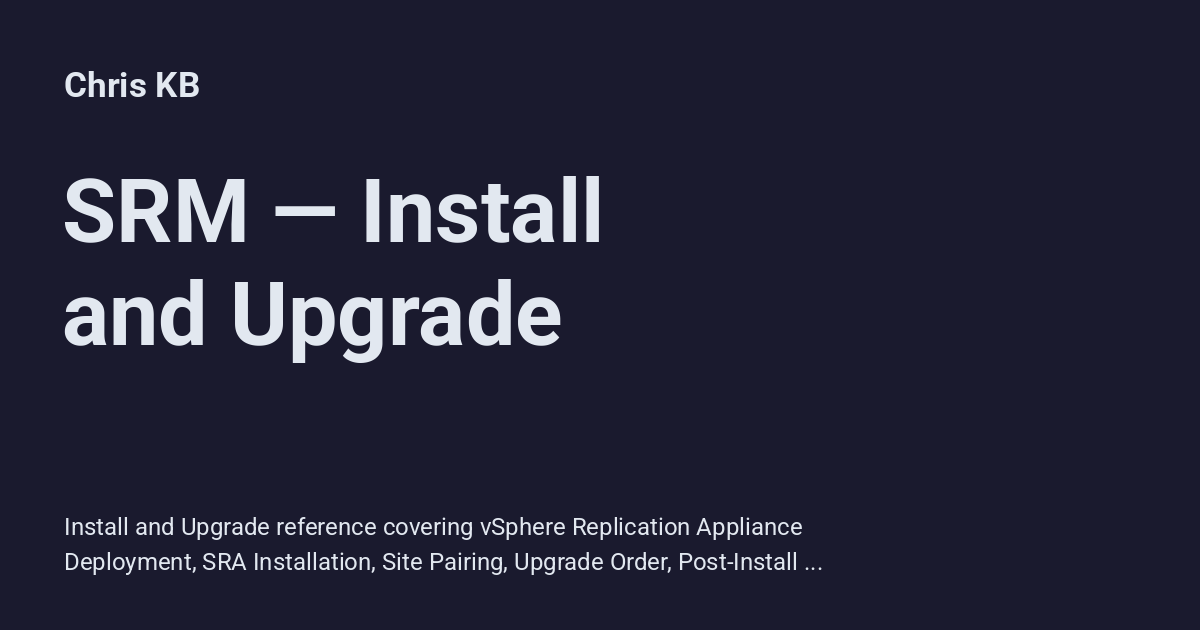 Chris KB
SRM — Install
and Upgrade
Install and Upgrade reference covering vSphere Replication Appliance
Deployment, SRA Installation, Site Pairing, Upgrade Order, Post-Install ...